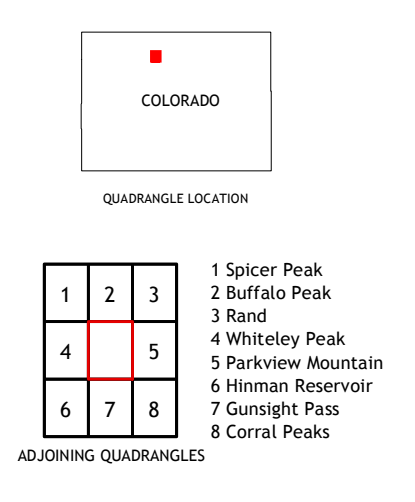 COLORADO
QUADRANGLE LOCATION
1 2 3
4 5
6 7 8
ADJOINING QUADRANGLES
1 Spicer Peak
2 Buffalo Peak
3 Rand
4 Whiteley Peak
5 Parkview Mountain
6 Hinman Reservoir
7 Gunsight Pass
8 Corral Peaks